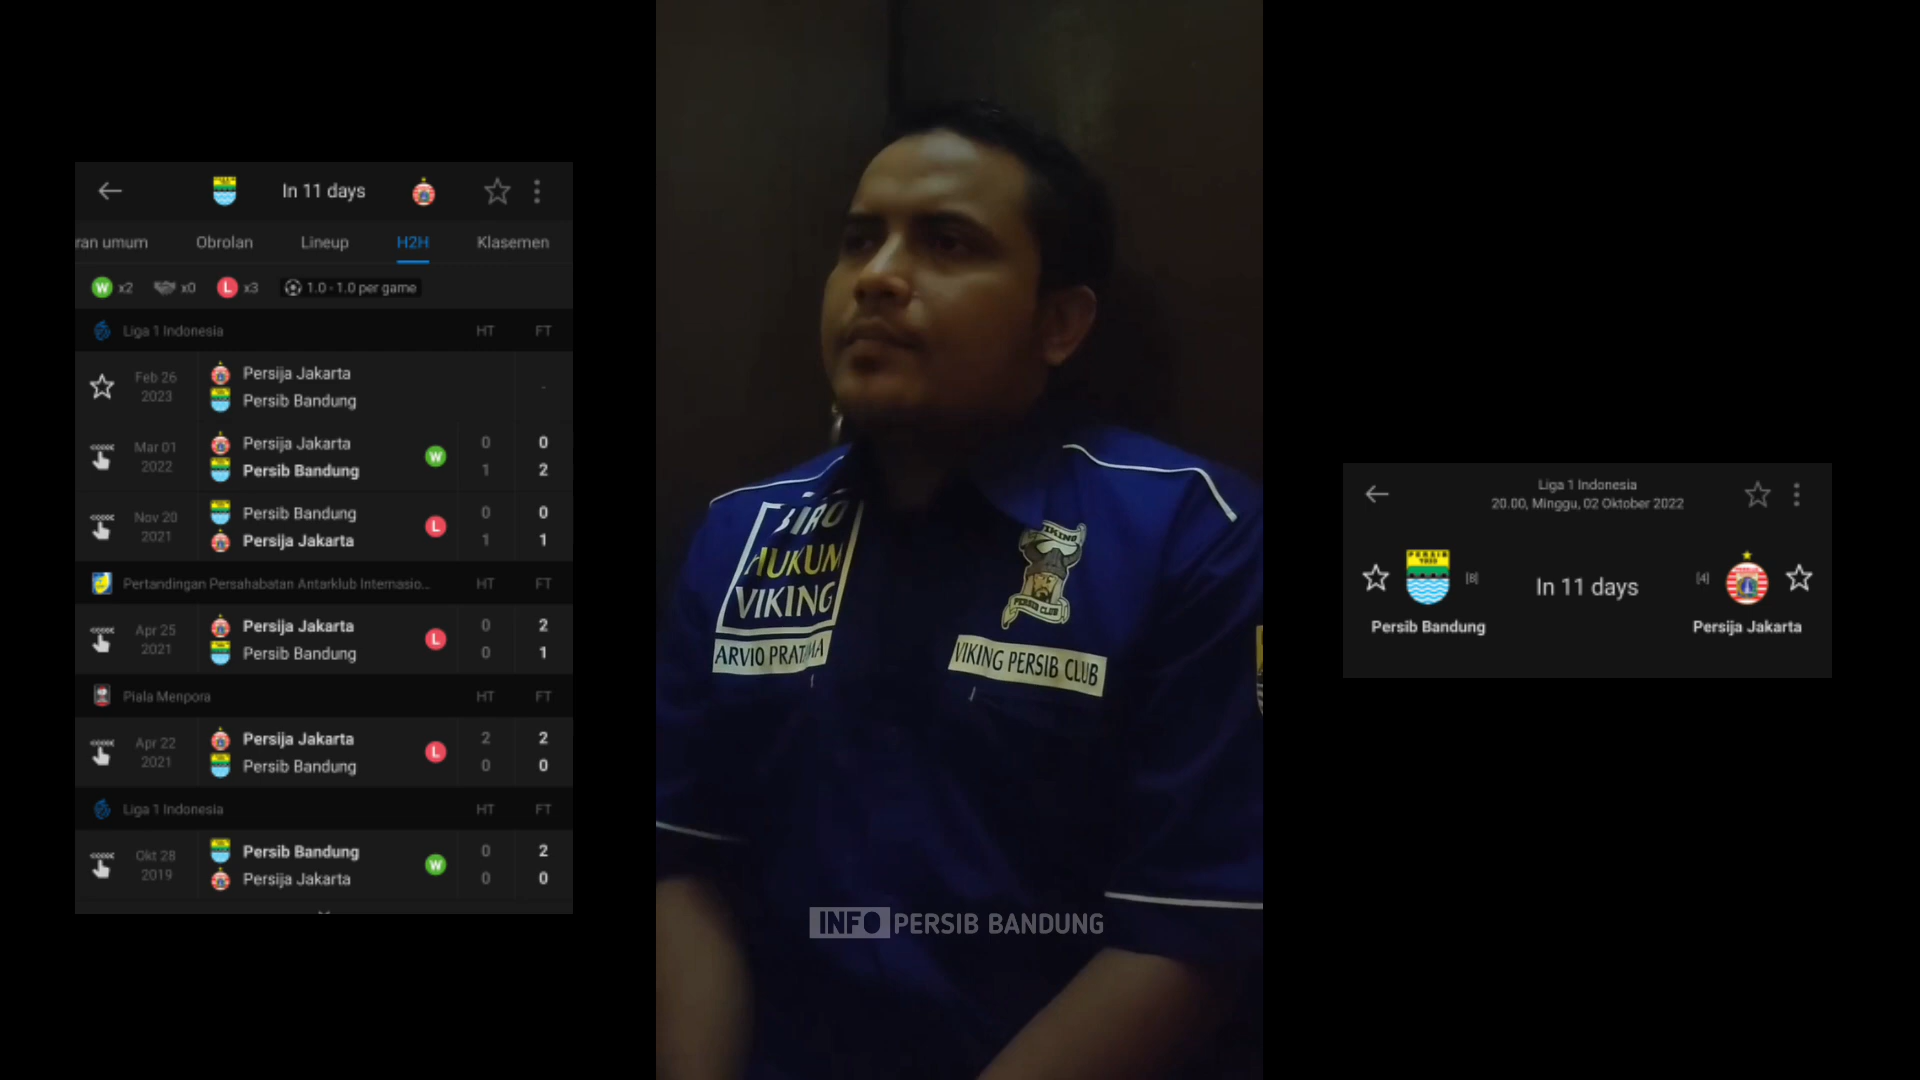 In 11 days
ran umum Obrolan Lineup H2H Klasemen
W x2 x0 L x3 1.0 - 1.0 per game
Liga 1 Indonesia HT FT
Feb 26 2023
Persija Jakarta
Persib Bandung
-
Mar 01 2022
Persija Jakarta 0 0
Persib Bandung 1 2
W
Nov 20 2021
Persib Bandung 0 0
Persija Jakarta 1 1
L
Pertandingan Persahabatan Antarklub Internasio... HT FT
Apr 25 2021
Persija Jakarta 0 2
Persib Bandung 0 1
L
Piala Menpora HT FT
Apr 22 2021
Persija Jakarta 2 2
Persib Bandung 0 0
L
Liga 1 Indonesia HT FT
Okt 28 2019
Persib Bandung 0 2
Persija Jakarta 0 0
W
BIRO
HUKUM
VIKING
ARVIO PRATAMA
VIKING
PERSIB CLUB
VIKING PERSIB CLUB
INFO PERSIB BANDUNG
Liga 1 Indonesia
20.00, Minggu, 02 Oktober 2022
PERSIB
[8] In 11 days [4]
Persib Bandung Persija Jakarta